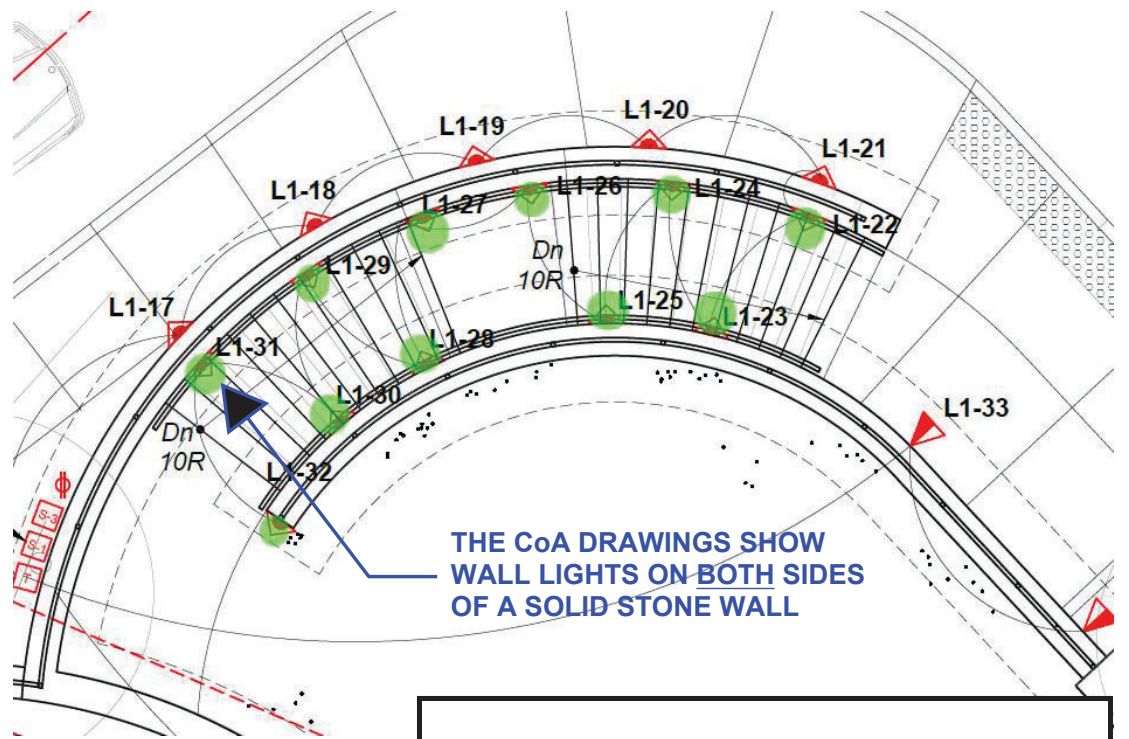 L1-20
L1-19
L1-21
L1-18
L1-26
L1-24
L1-27
L1-22
Dn
10R
L1-29
L1-17
L1-25
L1-23
L1-28
L1-31
L1-30
L1-33
Dn
10R
L1-32
S-3
S-1
T
THE CoA DRAWINGS SHOW
WALL LIGHTS ON BOTH SIDES
OF A SOLID STONE WALL